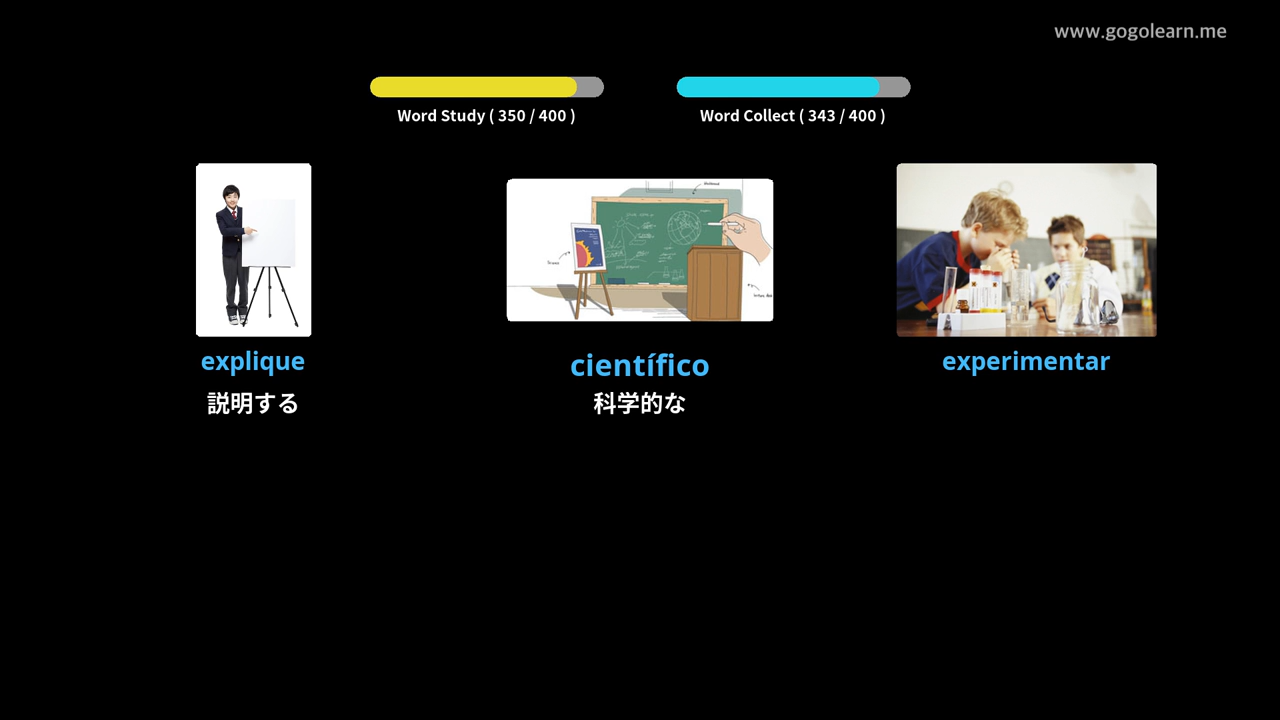 www.gogolearn.me
Word Study ( 350 / 400 )
Word Collect ( 343 / 400 )
explique
científico
experimentar
説明する
科学的な